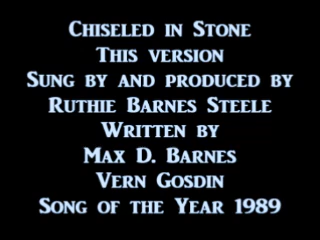 Chiseled in Stone
This version
Sung by and produced by
Ruthie Barnes Steele
Written by
Max D. Barnes
Vern Gosdin
Song of the Year 1989